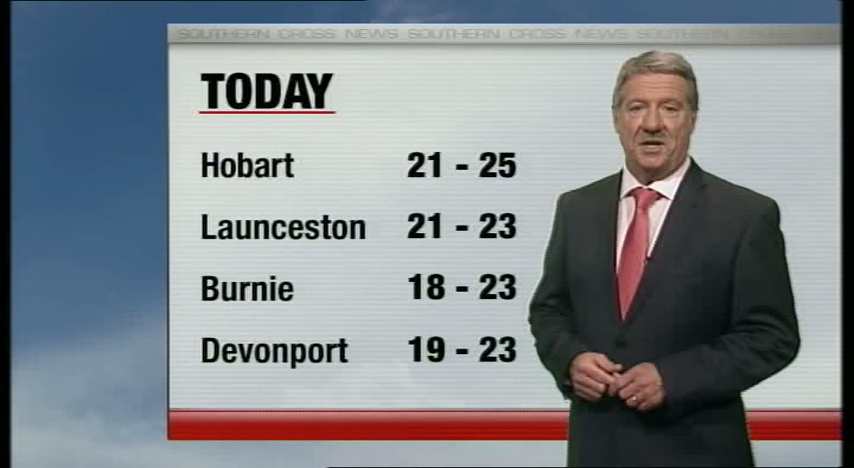 SOUTHERN CROSS NEWS SOUTHERN CROSS NEWS SOUTHERN
TODAY
Hobart 21 - 25
Launceston 21 - 23
Burnie 18 - 23
Devonport 19 - 23